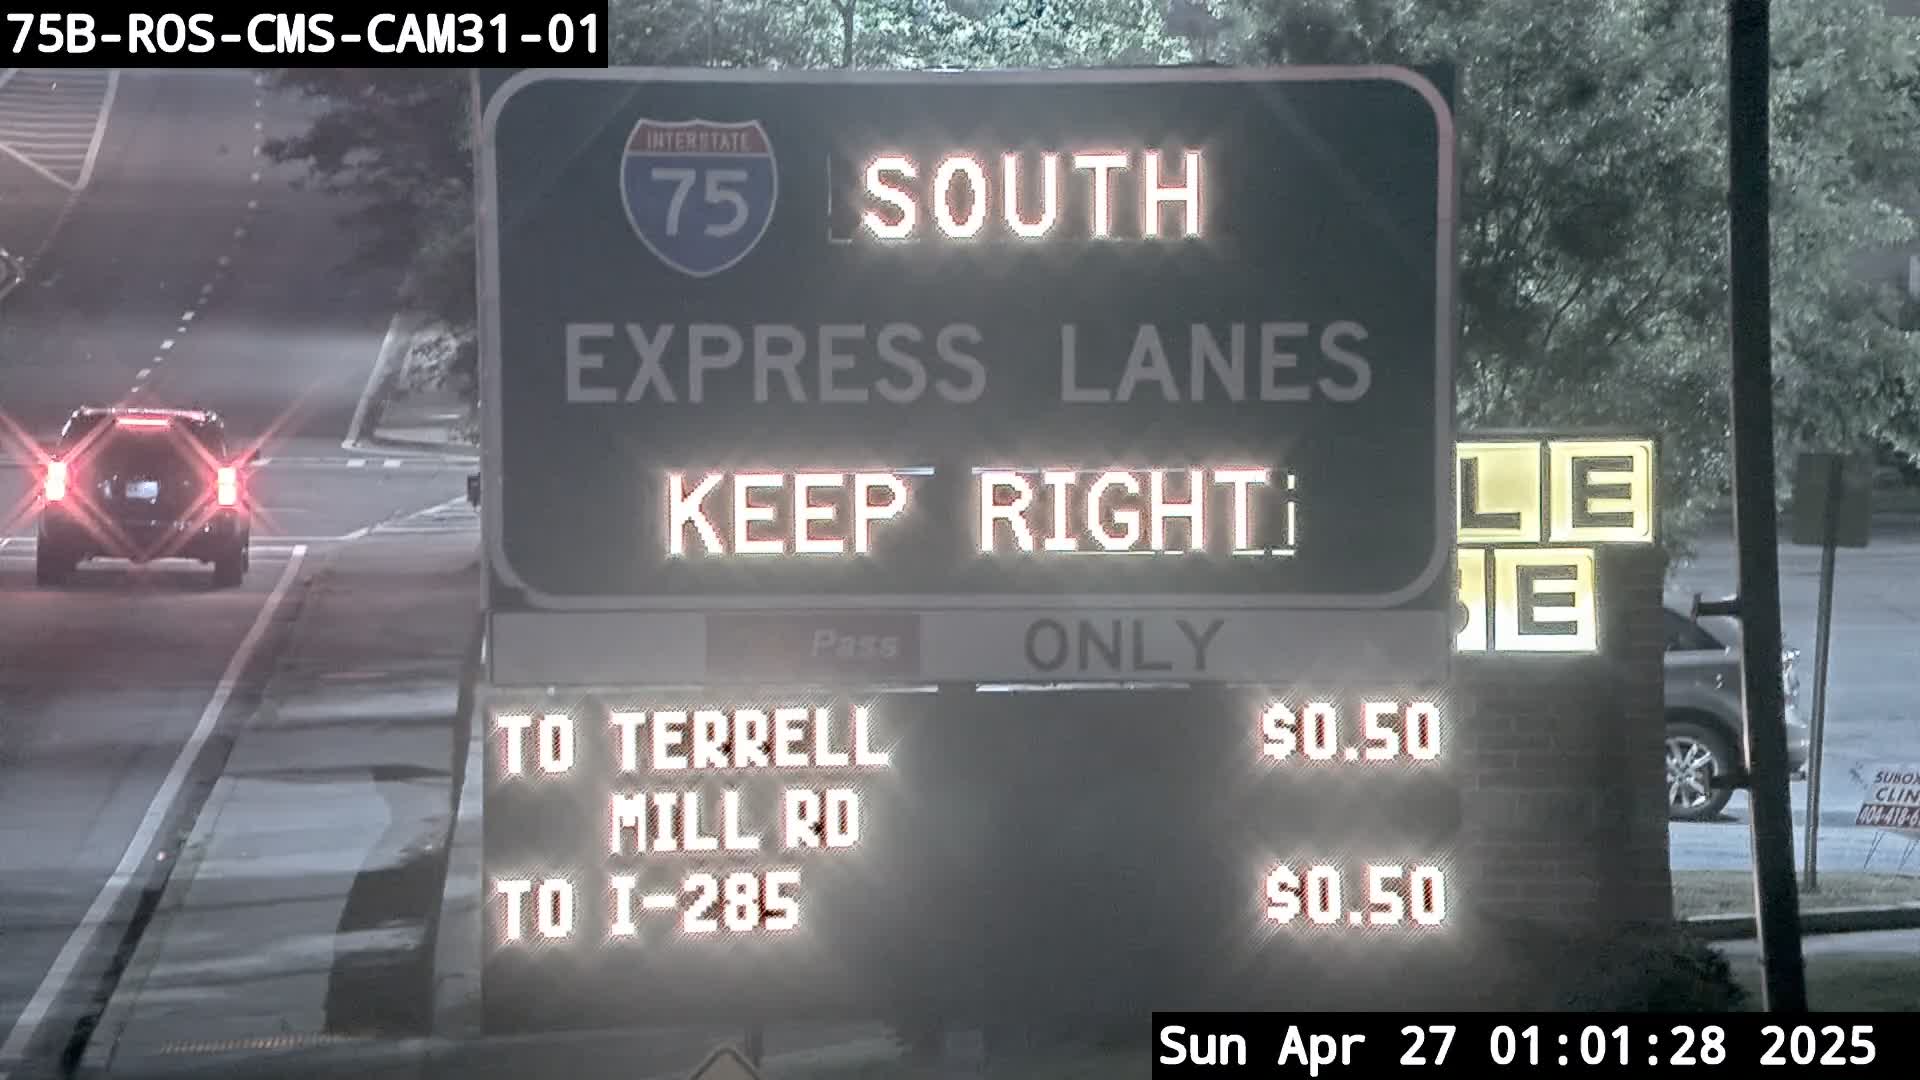 75B-ROS-CMS-CAM31-01
INTERSTATE
75
SOUTH
EXPRESS LANES
KEEP RIGHT
Pass ONLY
TO TERRELL $0.50
MILL RD
TO I-285 $0.50
LE
E
Sun Apr 27 01:01:28 2025